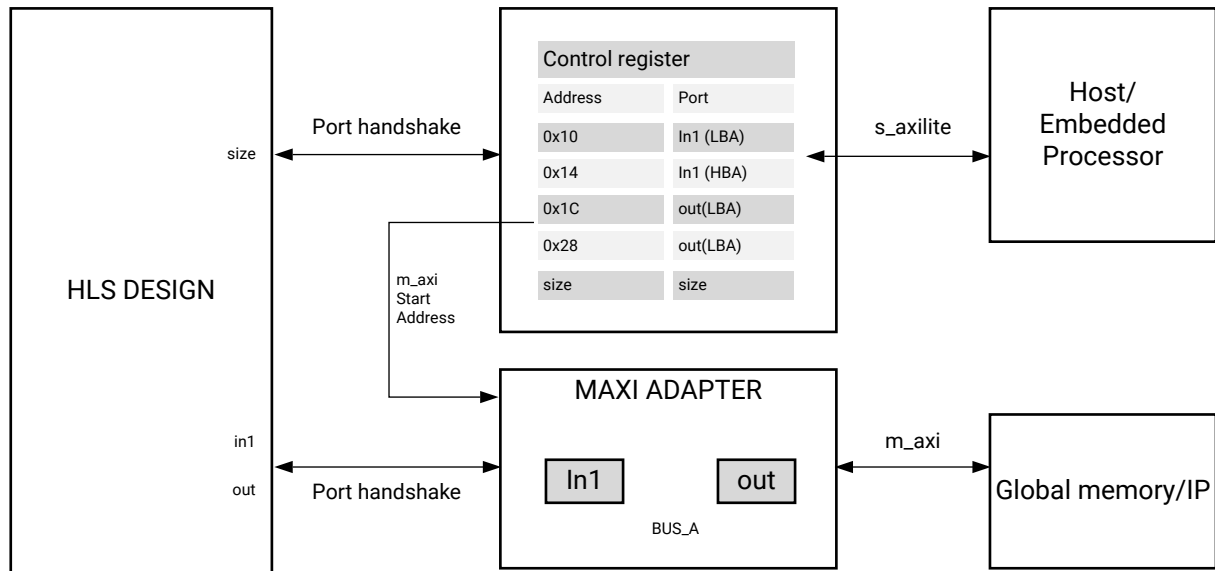 Control register
Address Port
0x10 In1 (LBA)
0x14 In1 (HBA)
0x1C out(LBA)
0x28 out(LBA)
size size
Host/
Embedded
Processor
s_axilite
Port handshake
size
HLS DESIGN
m_axi
Start
Address
MAXI ADAPTER
In1 out
BUS_A
in1
out
Port handshake
m_axi
Global memory/IP